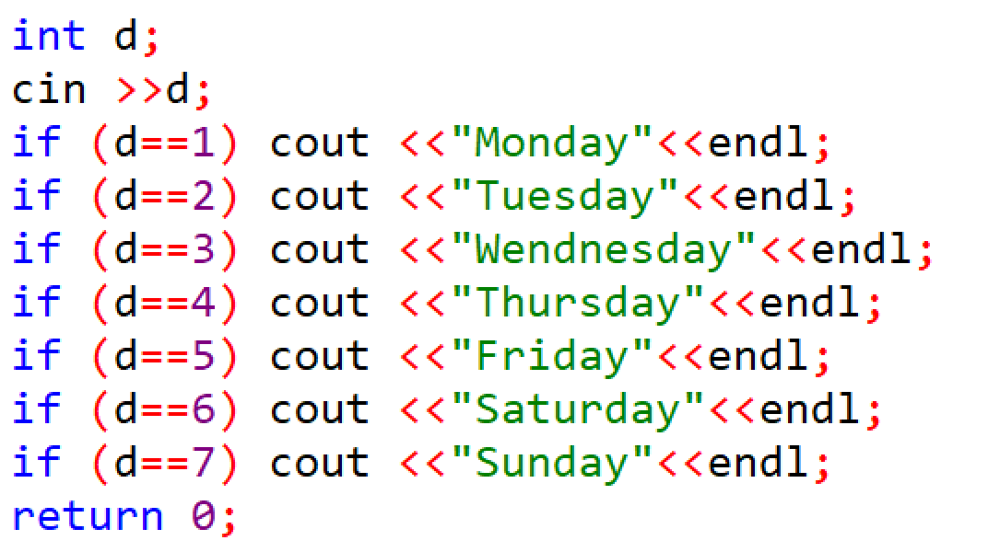 int d;
cin >>d;
if (d==1) cout <<"Monday"<<endl;
if (d==2) cout <<"Tuesday"<<endl;
if (d==3) cout <<"Wendnesday"<<endl;
if (d==4) cout <<"Thursday"<<endl;
if (d==5) cout <<"Friday"<<endl;
if (d==6) cout <<"Saturday"<<endl;
if (d==7) cout <<"Sunday"<<endl;
return 0;